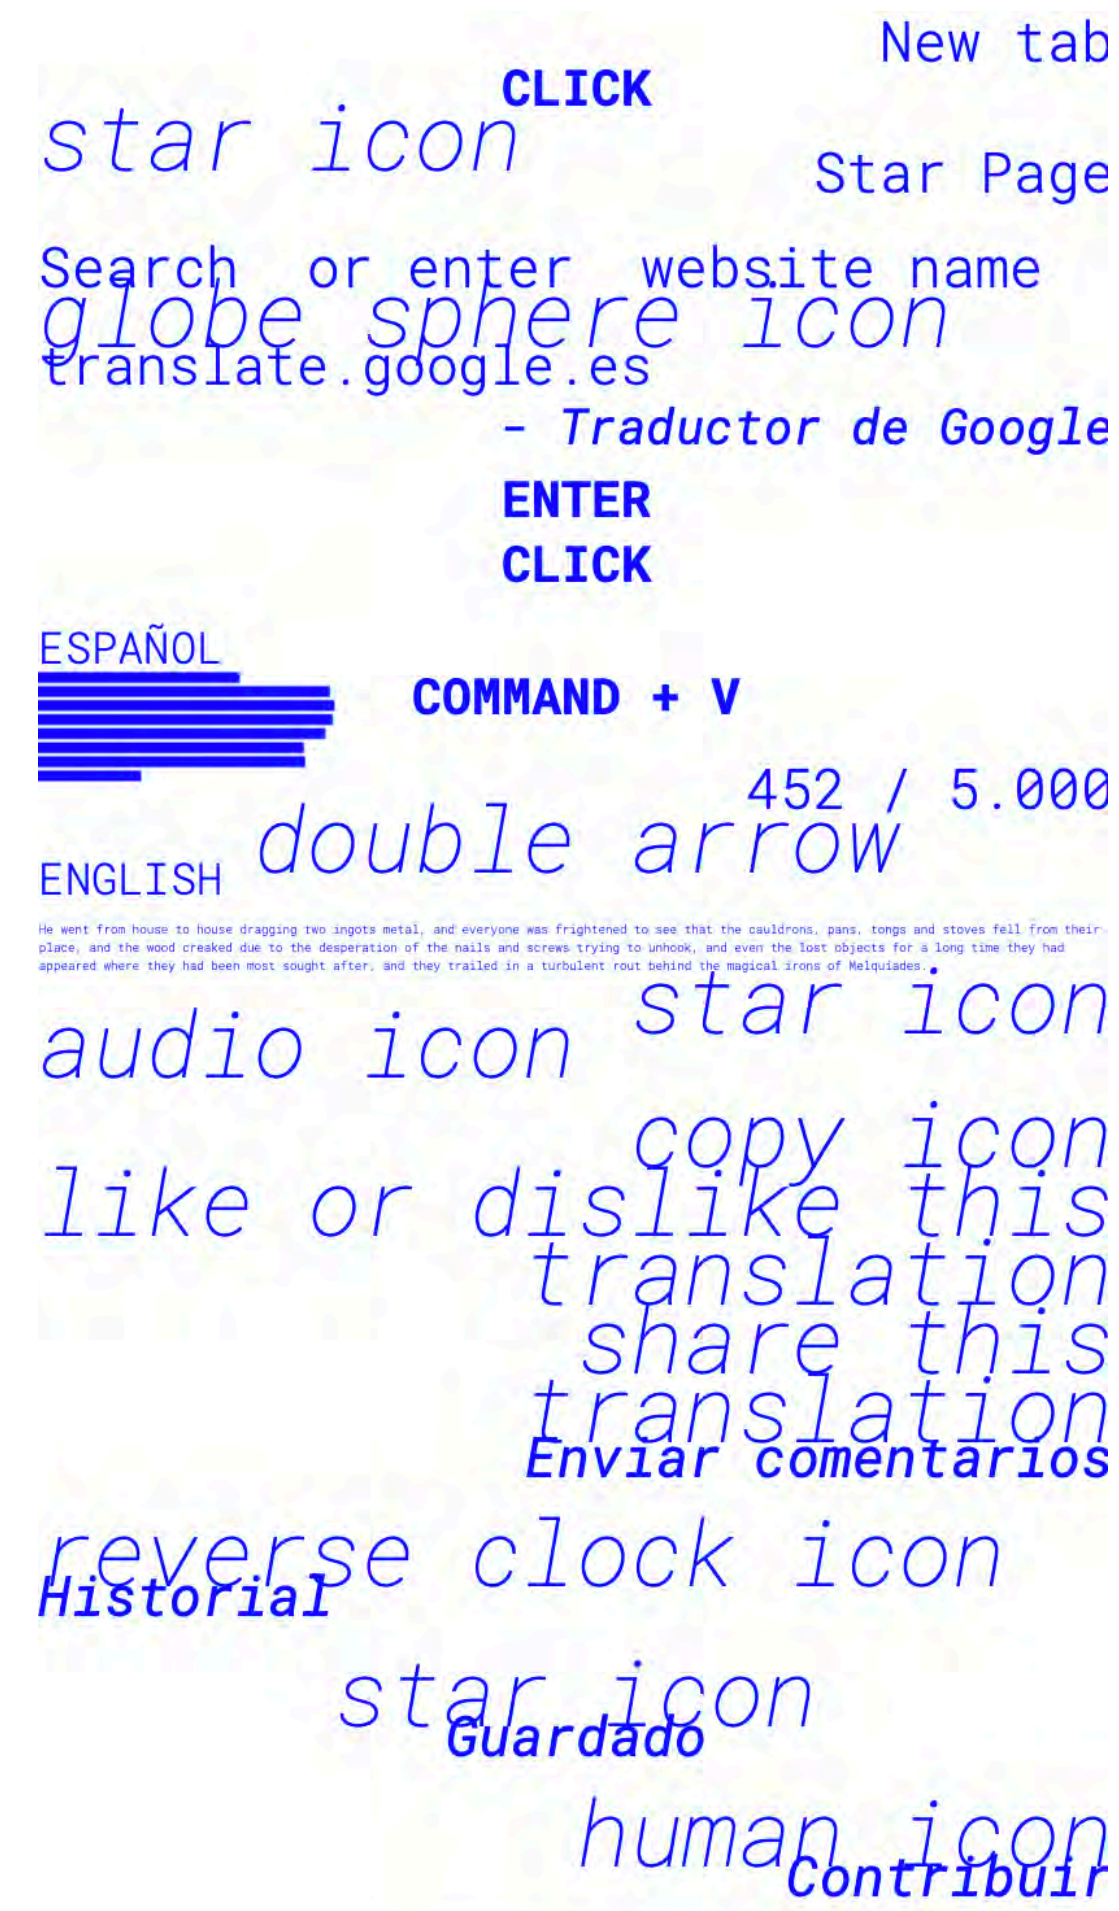 New tab
CLICK
star icon
Star Page
Search or enter website name
globe sphere icon
translate.google.es
- Traductor de Google
ENTER
CLICK
ESPAÑOL
COMMAND + V
452 / 5.000
double arrow
ENGLISH
He went from house to house dragging two ingots metal, and everyone was frightened to see that the cauldrons, pans, tongs and stoves fell from their
place, and the wood creaked due to the desperation of the nails and screws trying to unhook, and even the lost objects for a long time they had
appeared where they had been most sought after, and they trailed in a turbulent rout behind the magical irons of Melquiades.
star icon
audio icon
copy icon
like or dislike this
translation
share this
translation
Enviar comentarios
reverse clock icon
Historial
star icon
Guardado
human icon
Contribuir